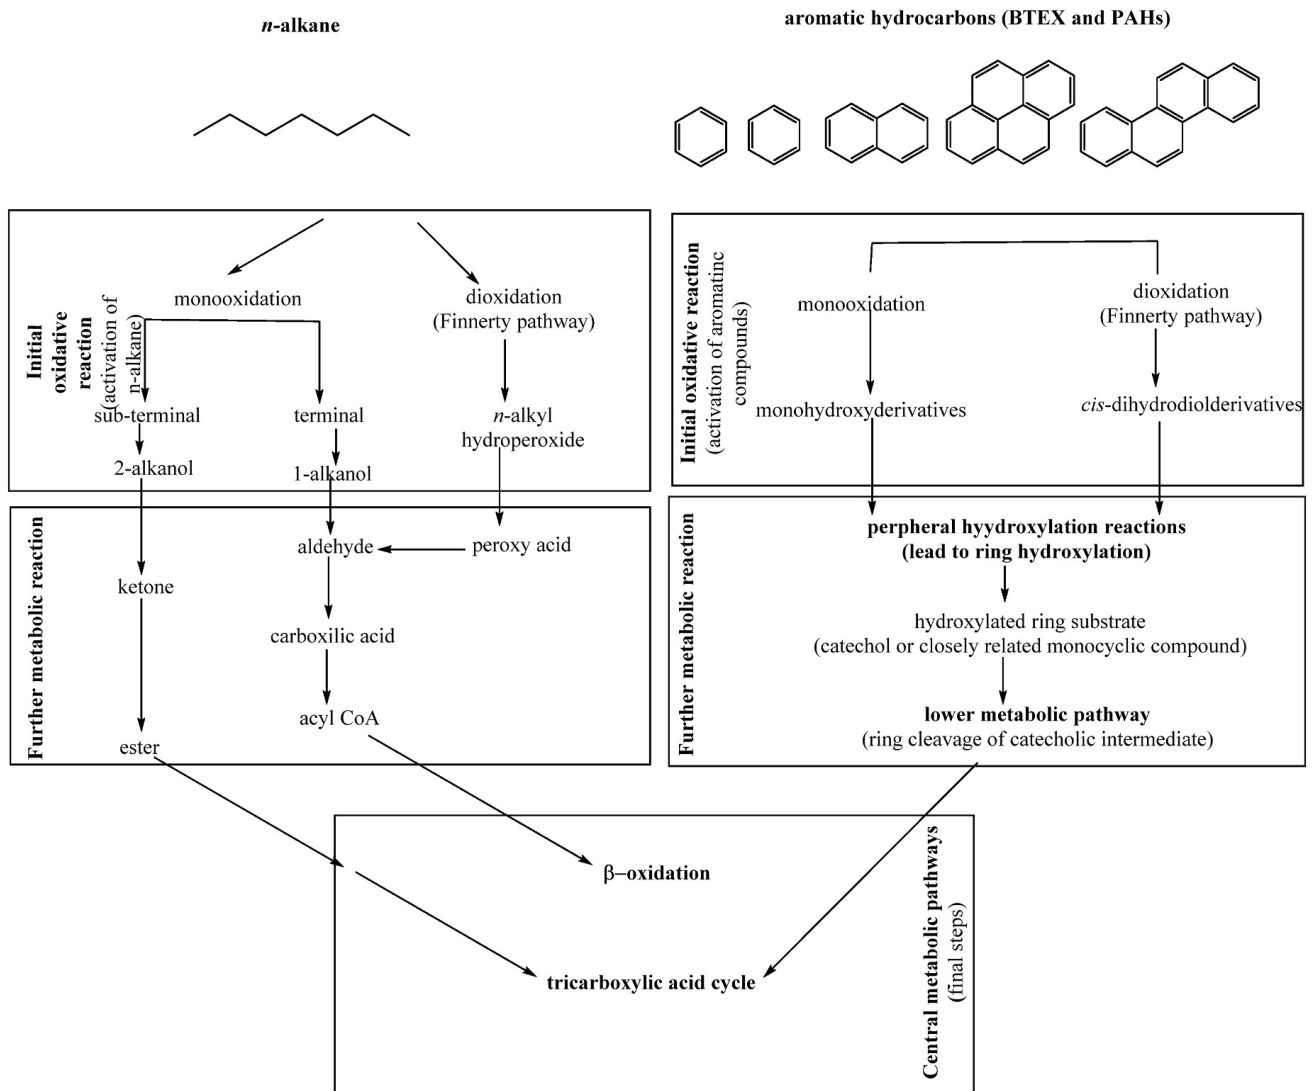 n-alkane
aromatic hydrocarbons (BTEX and PAHs)
Initial
oxidative
reaction
(activation of
n-alkane)
monooxidation
dioxidation
(Finnerty pathway)
sub-terminal
terminal
n-alkyl
hydroperoxide
2-alkanol
1-alkanol
Initial oxidative reaction
(activation of aromatinc
compounds)
monooxidation
dioxidation
(Finnerty pathway)
monohydroxyderivatives
cis-dihydrodiolderivatives
Further metabolic reaction
aldehyde
peroxy acid
ketone
carboxilic acid
acyl CoA
ester
Further metabolic reaction
perpheral hyydroxylation reactions
(lead to ring hydroxylation)
hydroxylated ring substrate
(catechol or closely related monocyclic compound)
lower metabolic pathway
(ring cleavage of catecholic intermediate)
β–oxidation
tricarboxylic acid cycle
Central metabolic pathways
(final steps)